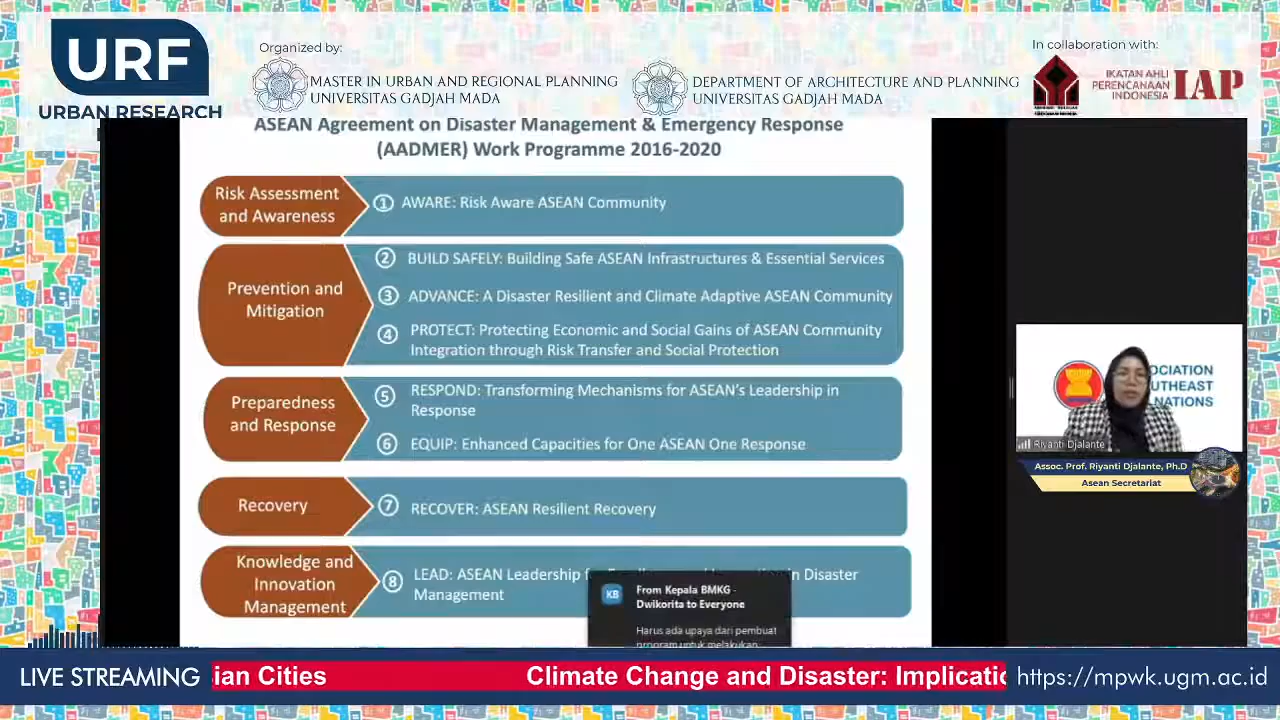 URF
URBAN RESEARCH
Organized by:
MASTER IN URBAN AND REGIONAL PLANNING
UNIVERSITAS GADJAH MADA
DEPARTMENT OF ARCHITECTURE AND PLANNING
UNIVERSITAS GADJAH MADA
In collaboration with:
IKATAN AHLI
PERENCANAAN
INDONESIA
IAP
ASEAN Agreement on Disaster Management & Emergency Response
(AADMER) Work Programme 2016-2020
Risk Assessment
and Awareness
1 AWARE: Risk Aware ASEAN Community
Prevention and
Mitigation
2 BUILD SAFELY: Building Safe ASEAN Infrastructures & Essential Services
3 ADVANCE: A Disaster Resilient and Climate Adaptive ASEAN Community
4 PROTECT: Protecting Economic and Social Gains of ASEAN Community
Integration through Risk Transfer and Social Protection
Preparedness
and Response
5 RESPOND: Transforming Mechanisms for ASEAN's Leadership in
Response
6 EQUIP: Enhanced Capacities for One ASEAN One Response
Recovery
7 RECOVER: ASEAN Resilient Recovery
Knowledge and
Innovation
Management
8 LEAD: ASEAN Leadership in Disaster
Management
KB
From Kepala BMKG -
Dwikorita to Everyone
Harus ada upaya dari pembuat
program untuk melakukan
OCIATION
UTHEAST
NATIONS
Riyanti Djalante
Assoc. Prof. Riyanti Djalante, Ph.D
Asean Secretariat
LIVE STREAMING
ian Cities
Climate Change and Disaster: Implicatio
https://mpwk.ugm.ac.id